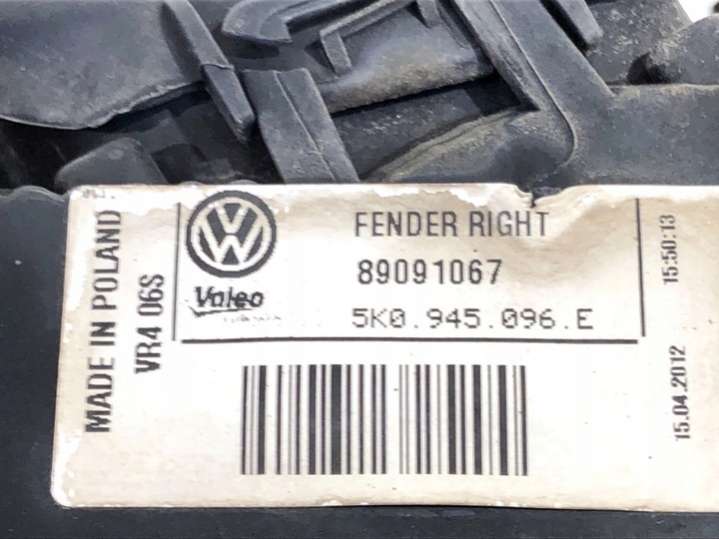 MADE IN POLAND
VR4 06S
VW
Valeo
FENDER RIGHT
89091067
5K0.945.096.E
15:50:13
15.04.2012